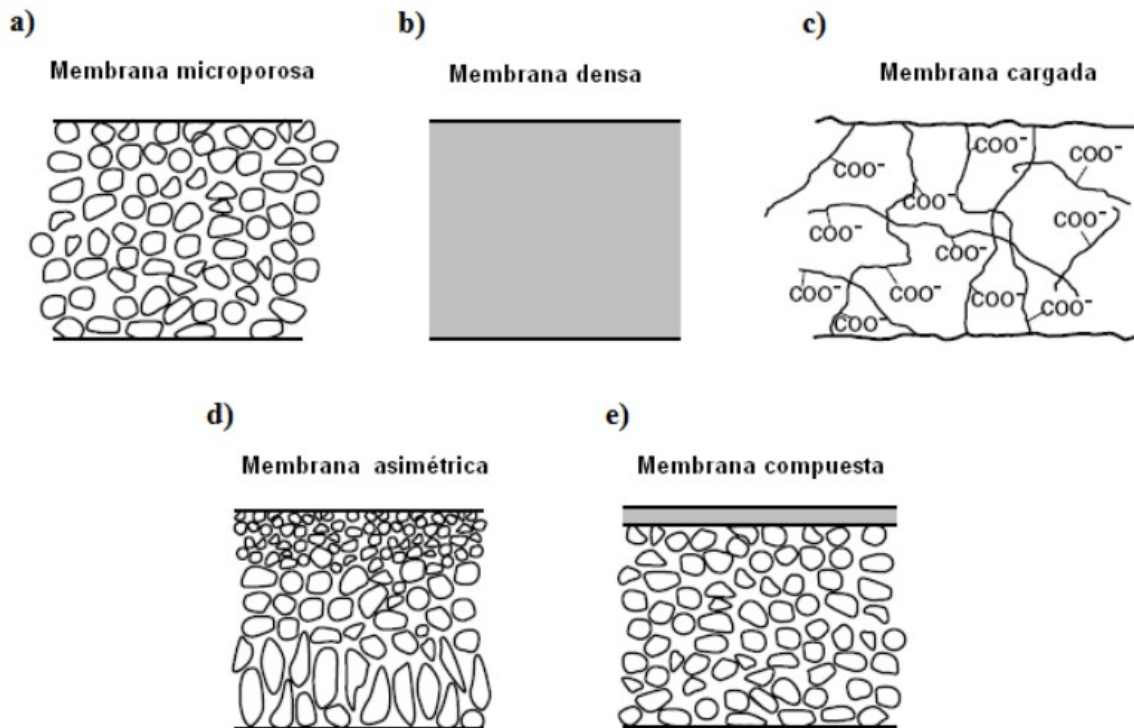 a)
Membrana microporosa
b)
Membrana densa
c)
Membrana cargada
COO⁻
COO⁻
COO⁻
COO⁻
COO⁻
COO⁻
COO⁻
COO⁻
COO⁻
COO⁻
COO⁻
COO⁻
d)
Membrana asimétrica
e)
Membrana compuesta